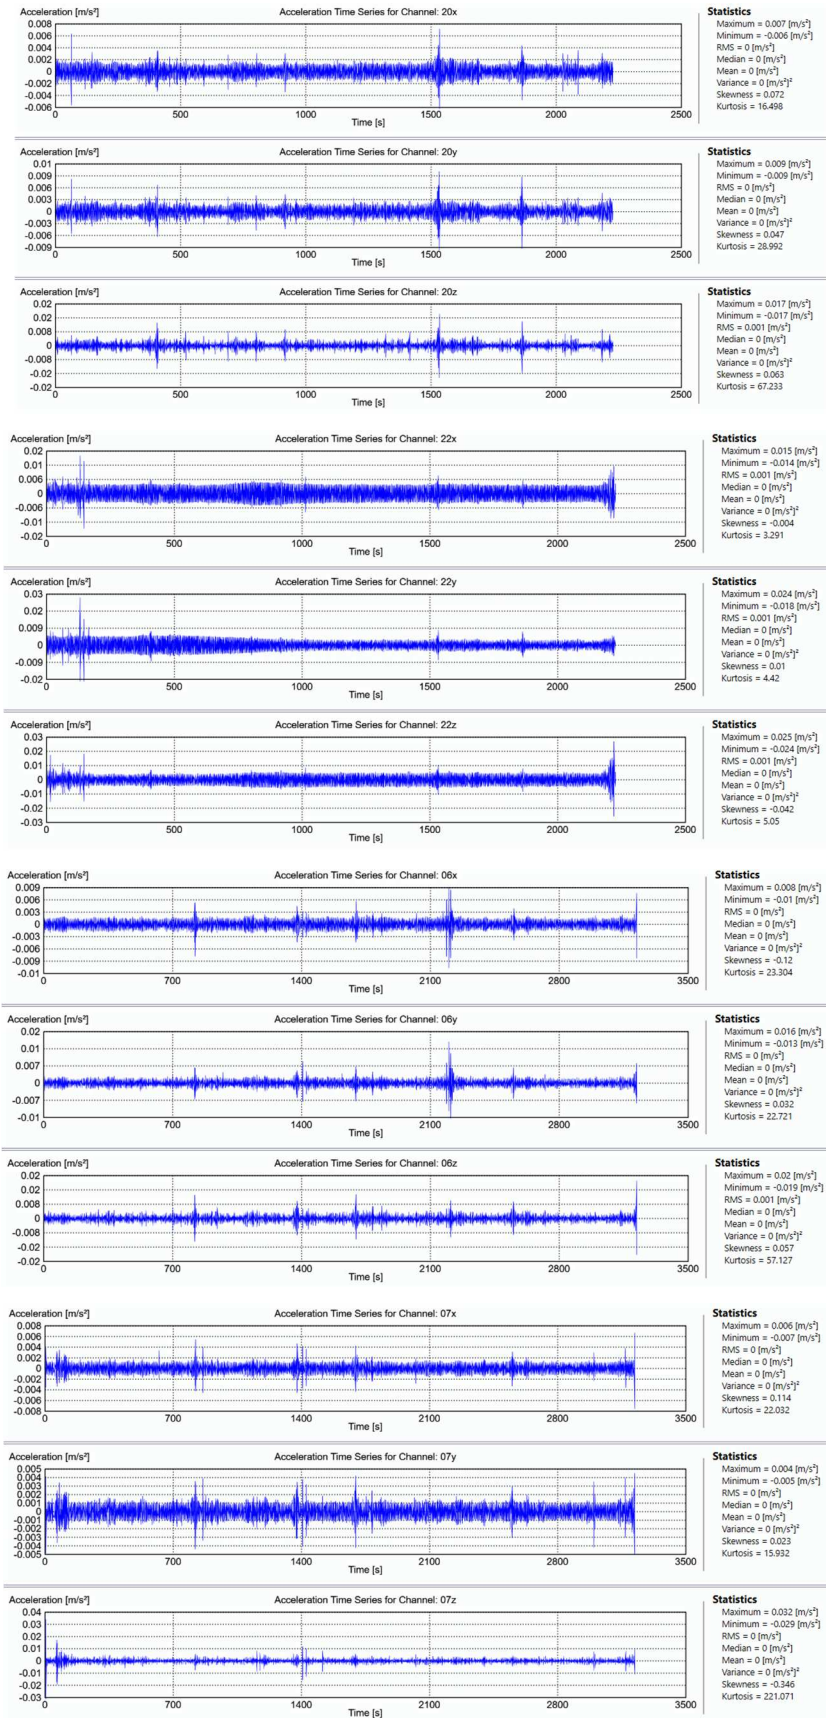 Acceleration [m/s²] Acceleration Time Series for Channel: 20x
0.008
0.006
0.004
0.002
0
-0.002
-0.004
-0.006
0 500 1000 1500 2000 2500
Time [s]
Statistics
Maximum = 0.007 [m/s²]
Minimum = -0.006 [m/s²]
RMS = 0 [m/s²]
Median = 0 [m/s²]
Mean = 0 [m/s²]
Variance = 0 [m/s²]²
Skewness = 0.072
Kurtosis = 16.498
Acceleration [m/s²] Acceleration Time Series for Channel: 20y
0.01
0.009
0.006
0.003
0
-0.003
-0.006
-0.009
0 500 1000 1500 2000 2500
Time [s]
Statistics
Maximum = 0.009 [m/s²]
Minimum = -0.009 [m/s²]
RMS = 0 [m/s²]
Median = 0 [m/s²]
Mean = 0 [m/s²]
Variance = 0 [m/s²]²
Skewness = 0.047
Kurtosis = 28.992
Acceleration [m/s²] Acceleration Time Series for Channel: 20z
0.02
0.02
0.008
0
-0.008
-0.02
-0.02
0 500 1000 1500 2000 2500
Time [s]
Statistics
Maximum = 0.017 [m/s²]
Minimum = -0.017 [m/s²]
RMS = 0.001 [m/s²]
Median = 0 [m/s²]
Mean = 0 [m/s²]
Variance = 0 [m/s²]²
Skewness = 0.063
Kurtosis = 67.233
Acceleration [m/s²] Acceleration Time Series for Channel: 22x
0.02
0.01
0.006
0
-0.006
-0.01
-0.02
0 500 1000 1500 2000 2500
Time [s]
Statistics
Maximum = 0.015 [m/s²]
Minimum = -0.014 [m/s²]
RMS = 0.001 [m/s²]
Median = 0 [m/s²]
Mean = 0 [m/s²]
Variance = 0 [m/s²]²
Skewness = -0.004
Kurtosis = 3.291
Acceleration [m/s²] Acceleration Time Series for Channel: 22y
0.03
0.02
0.009
0
-0.009
-0.02
0 500 1000 1500 2000 2500
Time [s]
Statistics
Maximum = 0.024 [m/s²]
Minimum = -0.018 [m/s²]
RMS = 0.001 [m/s²]
Median = 0 [m/s²]
Mean = 0 [m/s²]
Variance = 0 [m/s²]²
Skewness = 0.01
Kurtosis = 4.42
Acceleration [m/s²] Acceleration Time Series for Channel: 22z
0.03
0.02
0.01
0
-0.01
-0.02
-0.03
0 500 1000 1500 2000 2500
Time [s]
Statistics
Maximum = 0.025 [m/s²]
Minimum = -0.024 [m/s²]
RMS = 0.001 [m/s²]
Median = 0 [m/s²]
Mean = 0 [m/s²]
Variance = 0 [m/s²]²
Skewness = -0.042
Kurtosis = 5.05
Acceleration [m/s²] Acceleration Time Series for Channel: 06x
0.009
0.006
0.003
0
-0.003
-0.006
-0.009
-0.01
0 700 1400 2100 2800 3500
Time [s]
Statistics
Maximum = 0.008 [m/s²]
Minimum = -0.01 [m/s²]
RMS = 0 [m/s²]
Median = 0 [m/s²]
Mean = 0 [m/s²]
Variance = 0 [m/s²]²
Skewness = -0.12
Kurtosis = 23.304
Acceleration [m/s²] Acceleration Time Series for Channel: 06y
0.02
0.01
0.007
0
-0.007
-0.01
0 700 1400 2100 2800 3500
Time [s]
Statistics
Maximum = 0.016 [m/s²]
Minimum = -0.013 [m/s²]
RMS = 0 [m/s²]
Median = 0 [m/s²]
Mean = 0 [m/s²]
Variance = 0 [m/s²]²
Skewness = 0.032
Kurtosis = 22.721
Acceleration [m/s²] Acceleration Time Series for Channel: 06z
0.02
0.02
0.008
0
-0.008
-0.02
-0.02
0 700 1400 2100 2800 3500
Time [s]
Statistics
Maximum = 0.02 [m/s²]
Minimum = -0.019 [m/s²]
RMS = 0.001 [m/s²]
Median = 0 [m/s²]
Mean = 0 [m/s²]
Variance = 0 [m/s²]²
Skewness = 0.057
Kurtosis = 57.127
Acceleration [m/s²] Acceleration Time Series for Channel: 07x
0.008
0.006
0.004
0.002
0
-0.002
-0.004
-0.006
-0.008
0 700 1400 2100 2800 3500
Time [s]
Statistics
Maximum = 0.006 [m/s²]
Minimum = -0.007 [m/s²]
RMS = 0 [m/s²]
Median = 0 [m/s²]
Mean = 0 [m/s²]
Variance = 0 [m/s²]²
Skewness = 0.114
Kurtosis = 22.032
Acceleration [m/s²] Acceleration Time Series for Channel: 07y
0.005
0.004
0.003
0.002
0.001
0
-0.001
-0.002
-0.003
-0.004
-0.005
0 700 1400 2100 2800 3500
Time [s]
Statistics
Maximum = 0.004 [m/s²]
Minimum = -0.005 [m/s²]
RMS = 0 [m/s²]
Median = 0 [m/s²]
Mean = 0 [m/s²]
Variance = 0 [m/s²]²
Skewness = 0.023
Kurtosis = 15.932
Acceleration [m/s²] Acceleration Time Series for Channel: 07z
0.04
0.03
0.02
0.01
0
-0.01
-0.02
-0.03
0 700 1400 2100 2800 3500
Time [s]
Statistics
Maximum = 0.032 [m/s²]
Minimum = -0.029 [m/s²]
RMS = 0 [m/s²]
Median = 0 [m/s²]
Mean = 0 [m/s²]
Variance = 0 [m/s²]²
Skewness = -0.346
Kurtosis = 221.071